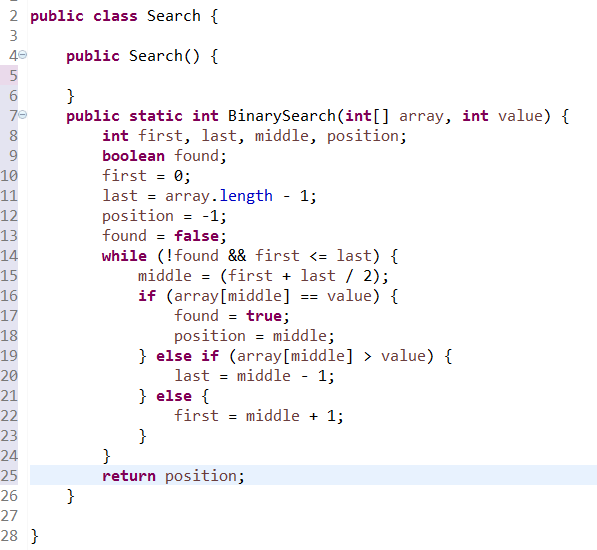 2 public class Search {
3
4 public Search() {
5
6 }
7 public static int BinarySearch(int[] array, int value) {
8 int first, last, middle, position;
9 boolean found;
10 first = 0;
11 last = array.length - 1;
12 position = -1;
13 found = false;
14 while (!found && first <= last) {
15 middle = (first + last / 2);
16 if (array[middle] == value) {
17 found = true;
18 position = middle;
19 } else if (array[middle] > value) {
20 last = middle - 1;
21 } else {
22 first = middle + 1;
23 }
24 }
25 return position;
26 }
27
28 }